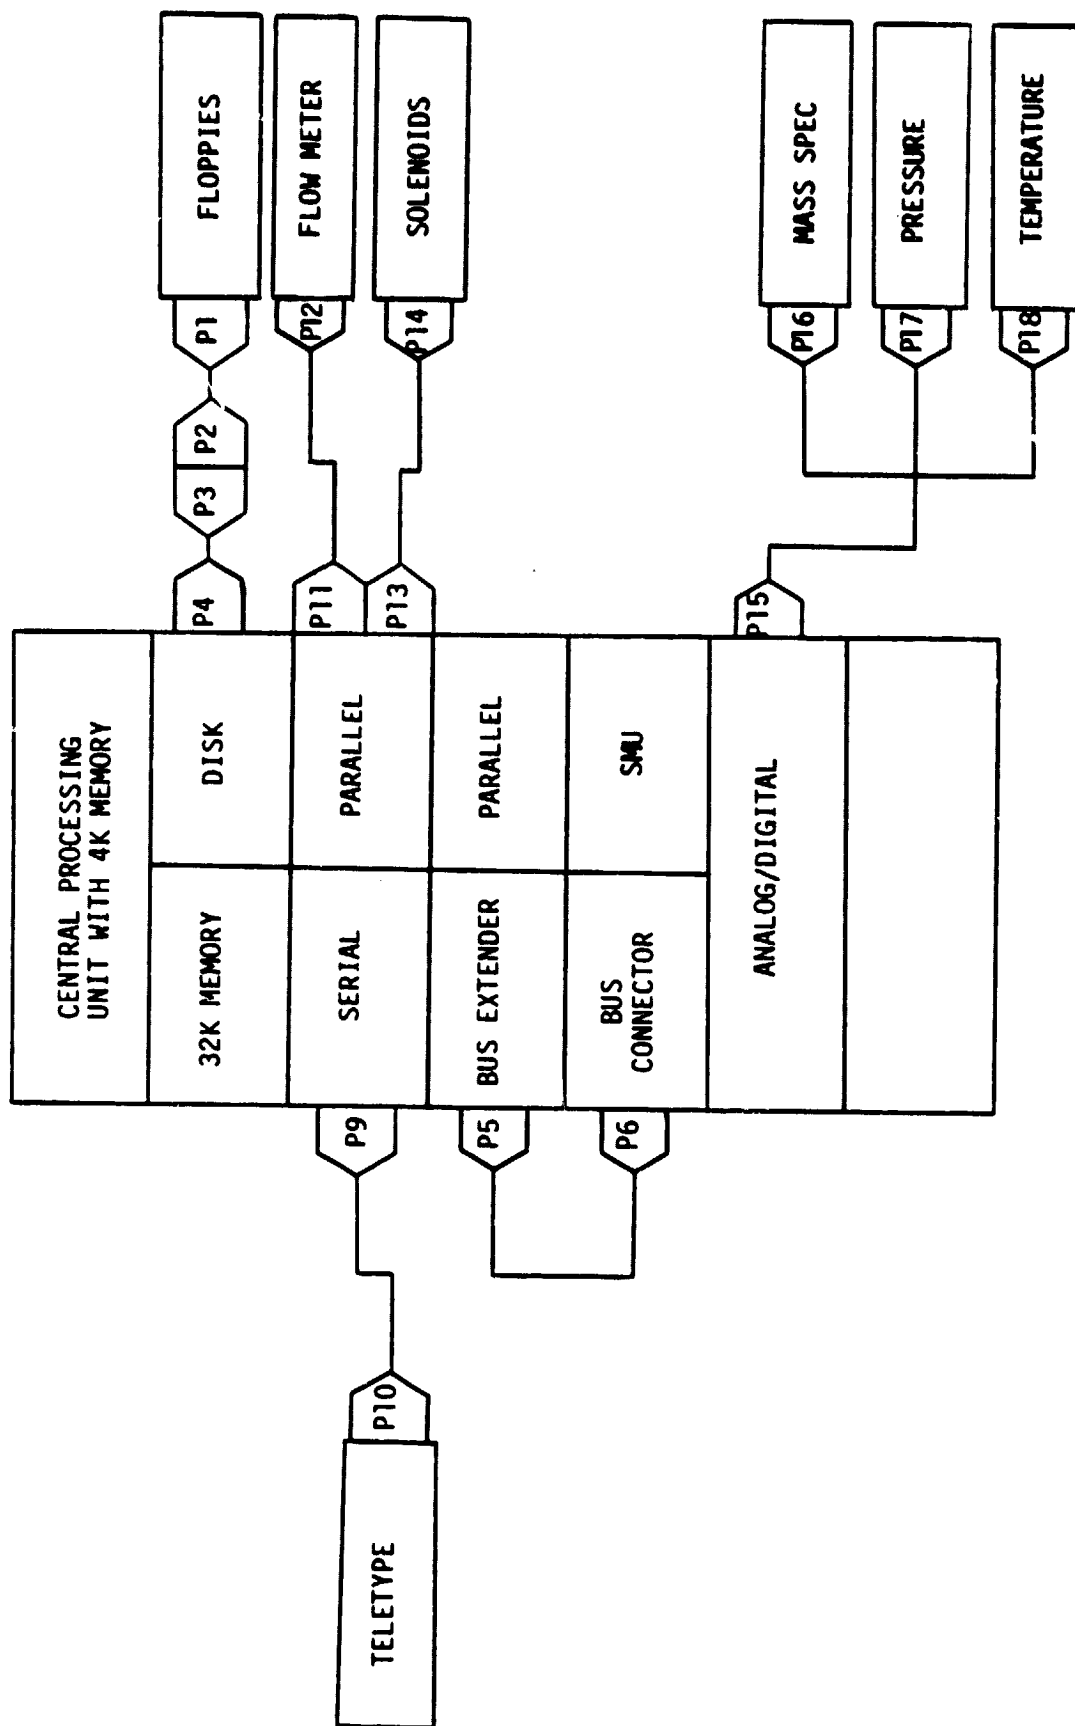 CENTRAL PROCESSING
UNIT WITH 4K MEMORY
32K MEMORY
DISK
P4
P3
P2
P1
FLOPPIES
SERIAL
PARALLEL
P11
P12
FLOW METER
P13
P14
SOLENOIDS
P9
P10
TELETYPE
BUS EXTENDER
PARALLEL
P5
BUS
CONNECTOR
SMU
P6
ANALOG/DIGITAL
P15
P16
MASS SPEC
P17
PRESSURE
P18
TEMPERATURE